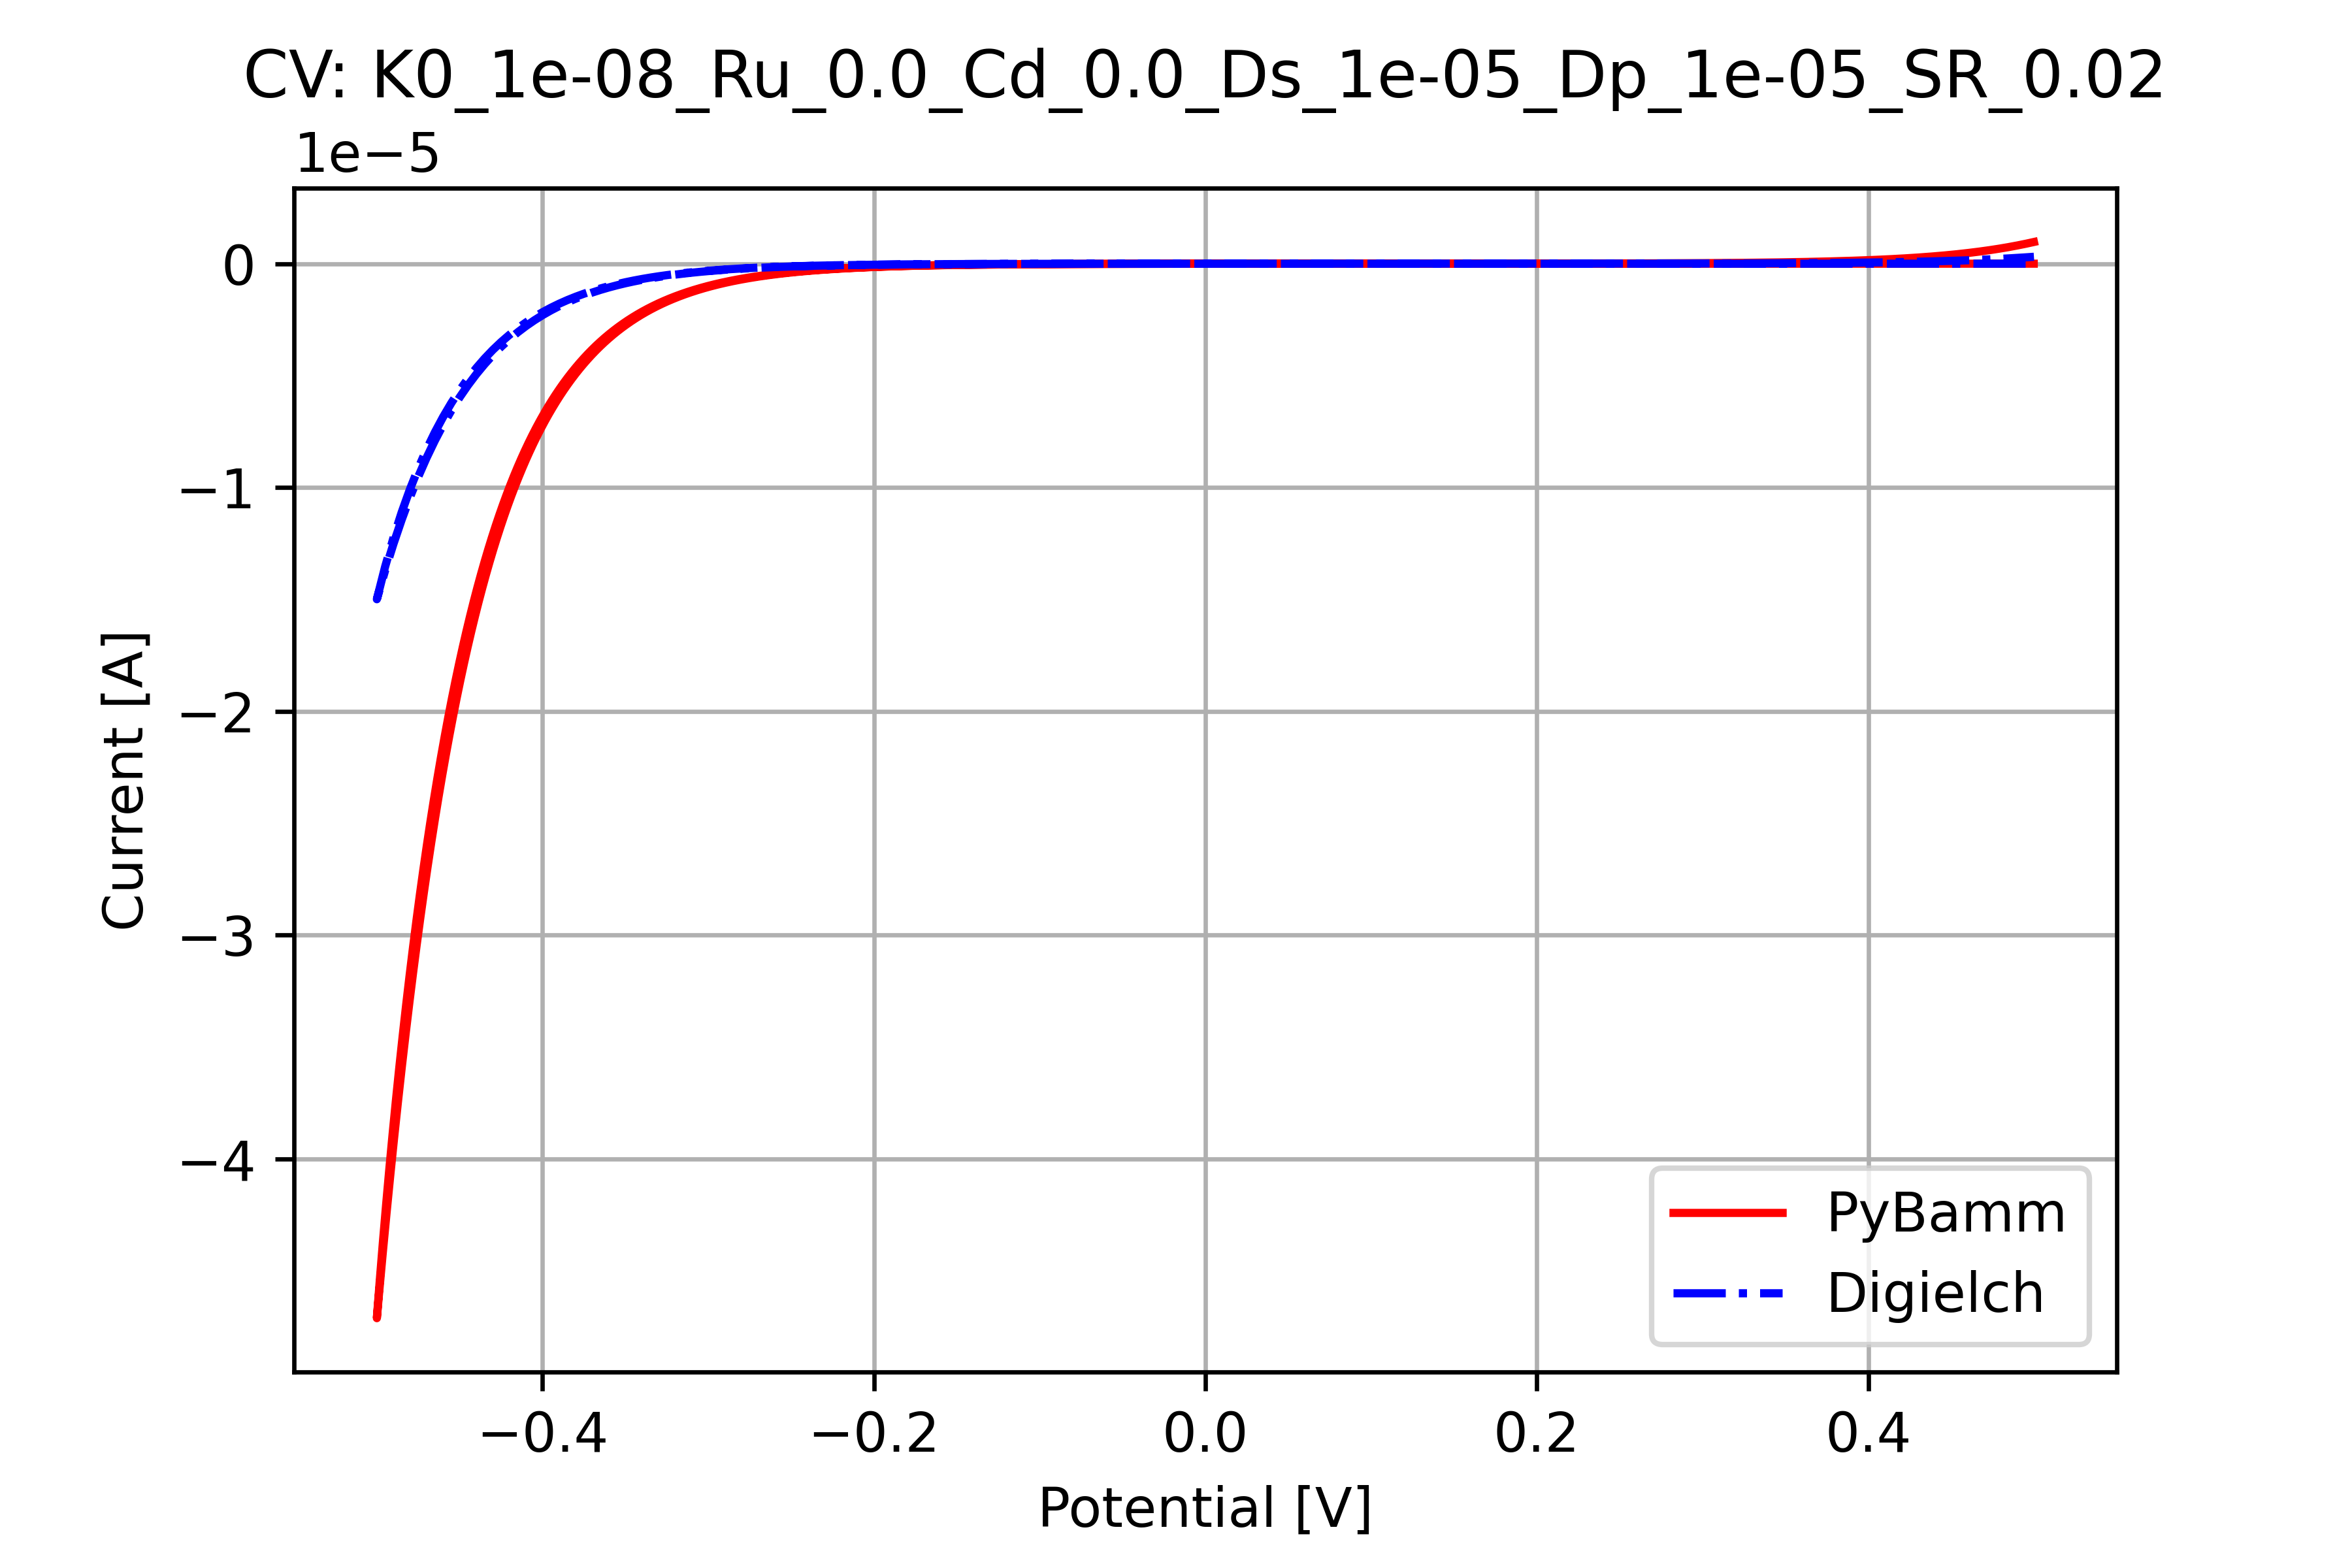 CV: K0_1e-08_Ru_0.0_Cd_0.0_Ds_1e-05_Dp_1e-05_SR_0.02
1e−5
0
−1
−2
−3
−4
Current [A]
PyBamm
Digielch
−0.4 −0.2 0.0 0.2 0.4
Potential [V]